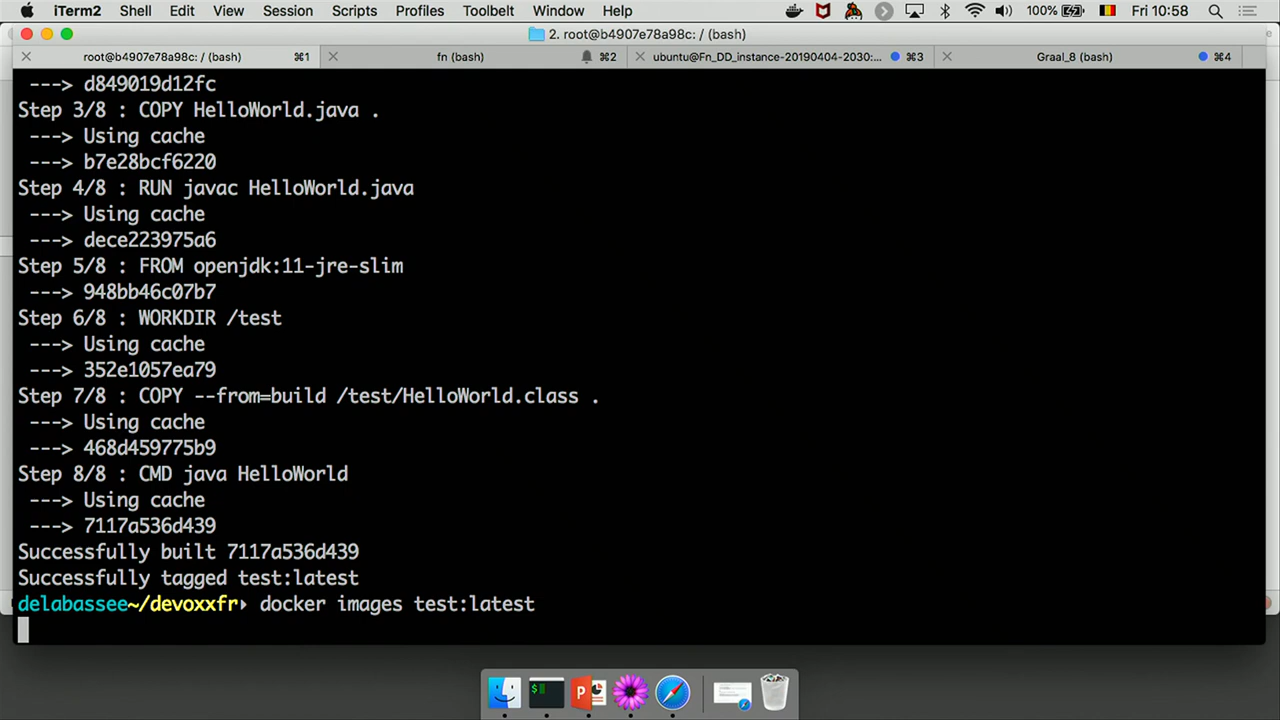 iTerm2 Shell Edit View Session Scripts Profiles Toolbelt Window Help 100% Fri 10:58
2. root@b4907e78a98c: / (bash)
root@b4907e78a98c: / (bash) ⌘1 fn (bash) ⌘2 ubuntu@Fn_DD_instance-20190404-2030:... ⌘3 Graal_8 (bash) ⌘4
---> d849019d12fc
Step 3/8 : COPY HelloWorld.java .
---> Using cache
---> b7e28bcf6220
Step 4/8 : RUN javac HelloWorld.java
---> Using cache
---> dece223975a6
Step 5/8 : FROM openjdk:11-jre-slim
---> 948bb46c07b7
Step 6/8 : WORKDIR /test
---> Using cache
---> 352e1057ea79
Step 7/8 : COPY --from=build /test/HelloWorld.class .
---> Using cache
---> 468d459775b9
Step 8/8 : CMD java HelloWorld
---> Using cache
---> 7117a536d439
Successfully built 7117a536d439
Successfully tagged test:latest
delabassee~/devoxxfr▸ docker images test:latest